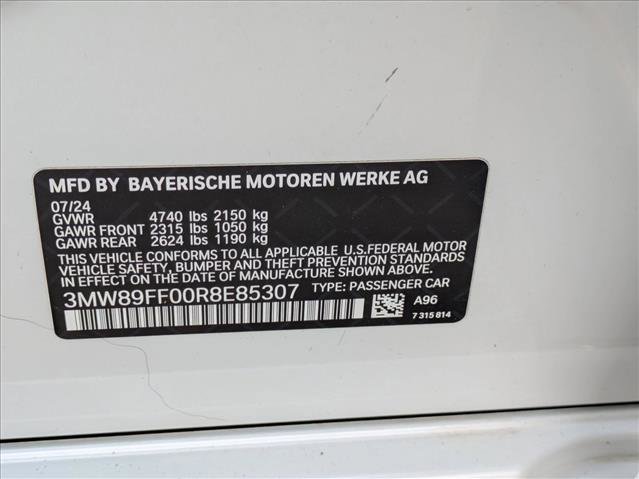 MFD BY BAYERISCHE MOTOREN WERKE AG
07/24
GVWR 4740 lbs 2150 kg
GAWR FRONT 2315 lbs 1050 kg
GAWR REAR 2624 lbs 1190 kg
THIS VEHICLE CONFORMS TO ALL APPLICABLE U.S.FEDERAL MOTOR
VEHICLE SAFETY, BUMPER, AND THEFT PREVENTION STANDARDS
IN EFFECT ON THE DATE OF MANUFACTURE SHOWN ABOVE.
3MW89FF00R8E85307 TYPE: PASSENGER CAR
A96
7 315 814